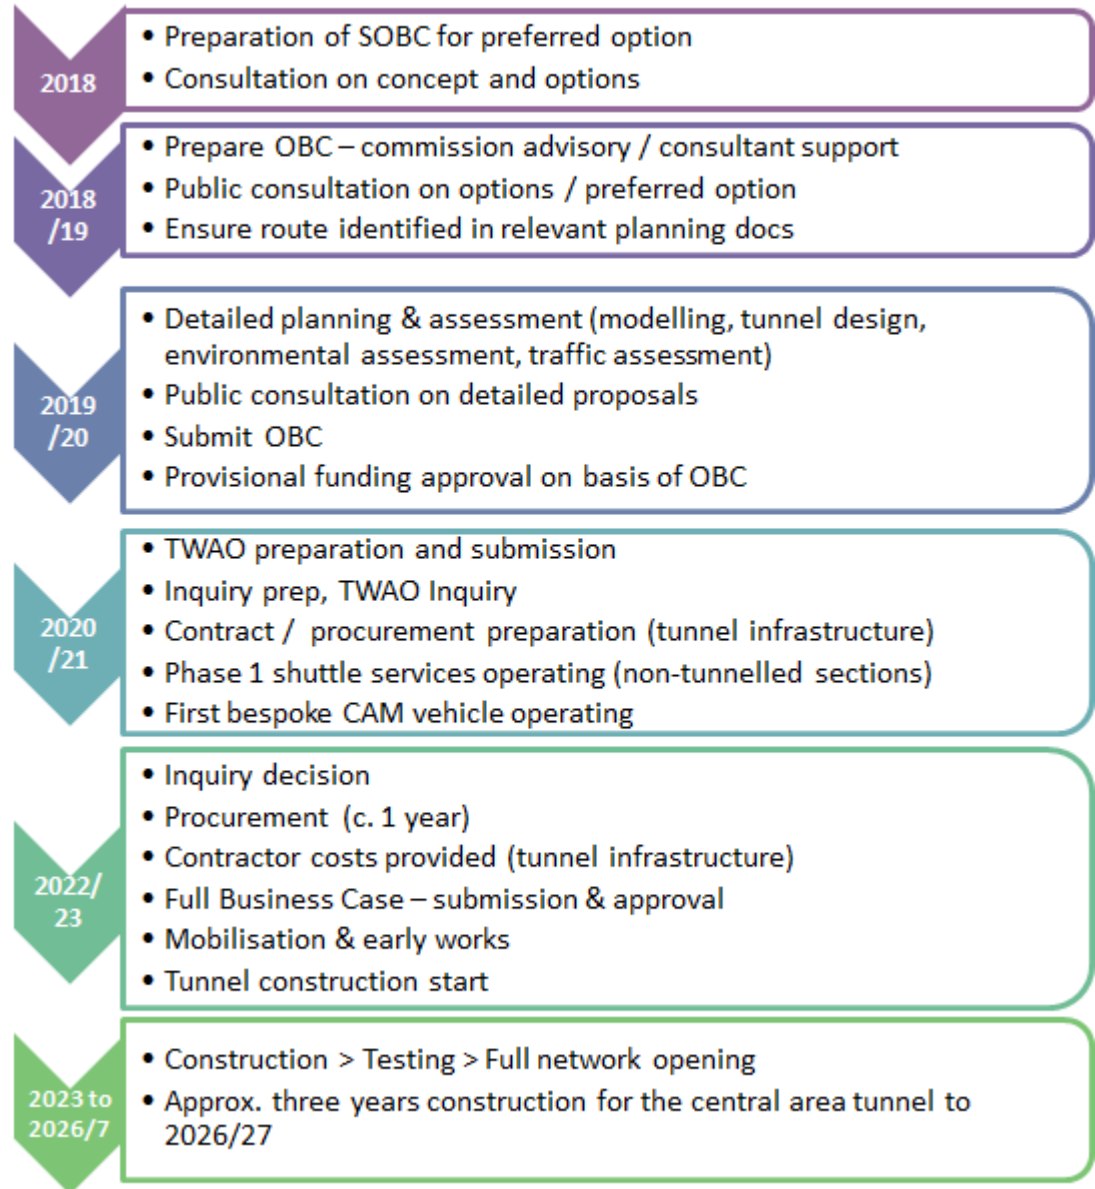 2018
• Preparation of SOBC for preferred option
• Consultation on concept and options
2018
/19
• Prepare OBC – commission advisory / consultant support
• Public consultation on options / preferred option
• Ensure route identified in relevant planning docs
2019
/20
• Detailed planning & assessment (modelling, tunnel design,
environmental assessment, traffic assessment)
• Public consultation on detailed proposals
• Submit OBC
• Provisional funding approval on basis of OBC
2020
/21
• TWAO preparation and submission
• Inquiry prep, TWAO Inquiry
• Contract / procurement preparation (tunnel infrastructure)
• Phase 1 shuttle services operating (non-tunnelled sections)
• First bespoke CAM vehicle operating
2022/
23
• Inquiry decision
• Procurement (c. 1 year)
• Contractor costs provided (tunnel infrastructure)
• Full Business Case – submission & approval
• Mobilisation & early works
• Tunnel construction start
2023 to
2026/7
• Construction > Testing > Full network opening
• Approx. three years construction for the central area tunnel to
2026/27